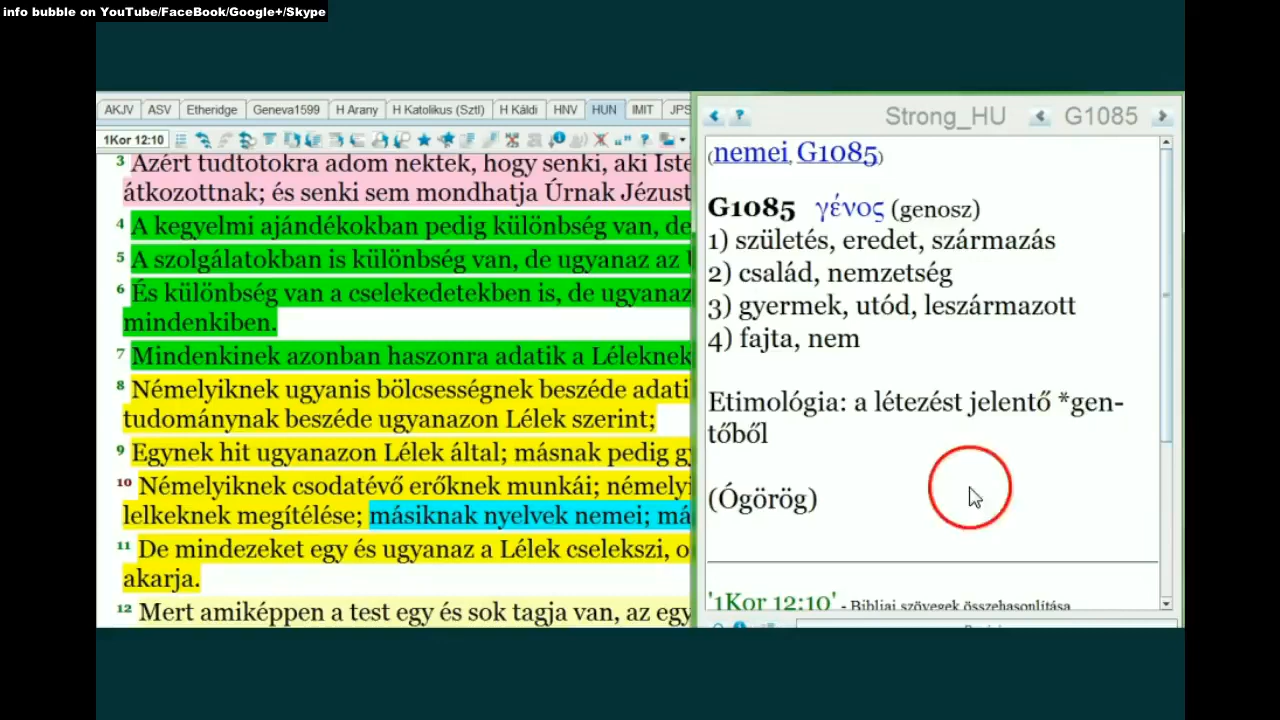 info bubble on YouTube/FaceBook/Google+/Skype
AKJV ASV Etheridge Geneva1599 H Arany H Katolikus (Sztl) H Káldi HNV HUN IMIT JPS
1Kor 12:10
3 Azért tudtotokra adom néktek, hogy senki, aki Iste
átkozottnak; és senki sem mondhatja Úrnak Jézust
4 A kegyelmi ajándékokban pedig különbség van, de
5 A szolgálatokban is különbség van, de ugyanaz az
6 És különbség van a cselekedetekben is, de ugyanaz
mindenkiben.
7 Mindenkinek azonban haszonra adatik a Léleknek
8 Némelyiknek ugyanis bölcsességnek beszéde adati
tudománynak beszéde ugyanazon Lélek szerint;
9 Egynek hit ugyanazon Lélek által; másnak pedig gy
10 Némelyiknek csodatévő erőknek munkái; némelyi
lelkeknek megítélése; másiknak nyelvek nemei; má
11 De mindezeket egy és ugyanaz a Lélek cselekszi, o
akarja.
12 Mert amiképpen a test egy és sok tagja van, az egy
Strong_HU G1085
(nemei, G1085)
G1085 γένος (genosz)
1) születés, eredet, származás
2) család, nemzetség
3) gyermek, utód, leszármazott
4) fajta, nem
Etimológia: a létezést jelentő *gen-
tőből
(Ógörög)
'1Kor 12:10' - Bibliai szövegek összehasonlítása